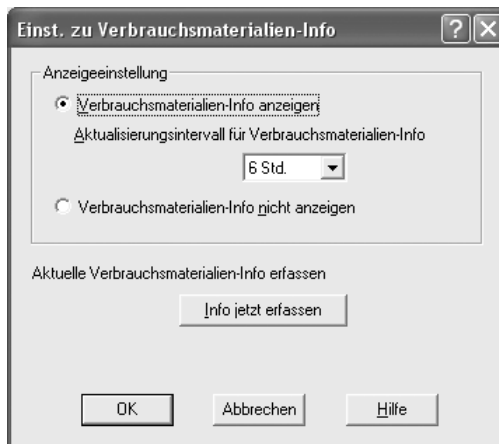 Einst. zu Verbrauchsmaterialien-Info
Anzeigeeinstellung
Verbrauchsmaterialien-Info anzeigen
Aktualisierungsintervall für Verbrauchsmaterialien-Info
6 Std.
Verbrauchsmaterialien-Info nicht anzeigen
Aktuelle Verbrauchsmaterialien-Info erfassen
Info jetzt erfassen
OK Abbrechen Hilfe